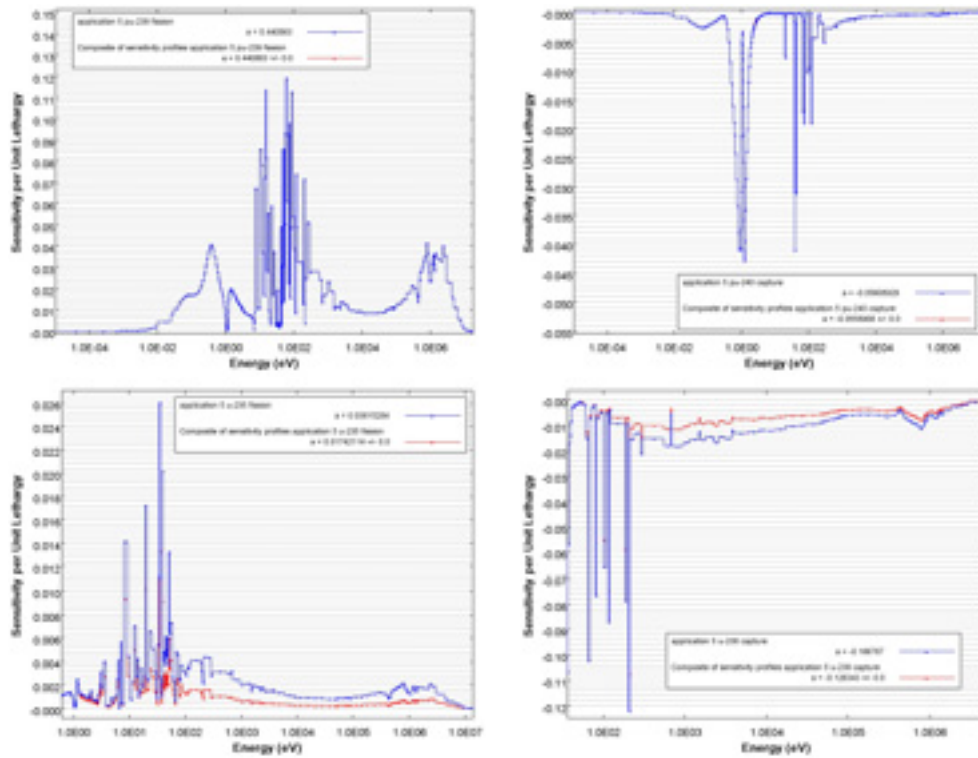 application 5 pu-239 fission
Composite of sensitivity profiles application 5 pu-239 fission
0.15
0.14
0.13
0.12
0.11
0.10
0.09
0.08
0.07
0.06
0.05
0.04
0.03
0.02
0.01
-0.00
Sensitivity per Unit Lethargy
1.0E-04 1.0E-02 1.0E00 1.0E02 1.0E04 1.0E06
Energy (eV)
-0.000
-0.005
-0.010
-0.015
-0.020
-0.025
-0.030
-0.035
-0.040
-0.045
-0.050
Sensitivity per Unit Lethargy
application 5 pu-240 capture
Composite of sensitivity profiles application 5 pu-240 capture
1.0E-04 1.0E-02 1.0E00 1.0E02 1.0E04 1.0E06
Energy (eV)
application 5 u-235 fission
Composite of sensitivity profiles application 5 u-235 fission
0.026
0.024
0.022
0.020
0.018
0.016
0.014
0.012
0.010
0.008
0.006
0.004
0.002
-0.000
Sensitivity per Unit Lethargy
1.0E00 1.0E01 1.0E02 1.0E03 1.0E04 1.0E05 1.0E06 1.0E07
Energy (eV)
-0.00
-0.01
-0.02
-0.03
-0.04
-0.05
-0.06
-0.07
-0.08
-0.09
-0.10
-0.11
-0.12
Sensitivity per Unit Lethargy
Composite of sensitivity profiles application 5
1.0E02 1.0E03 1.0E04 1.0E05 1.0E06
Energy (eV)